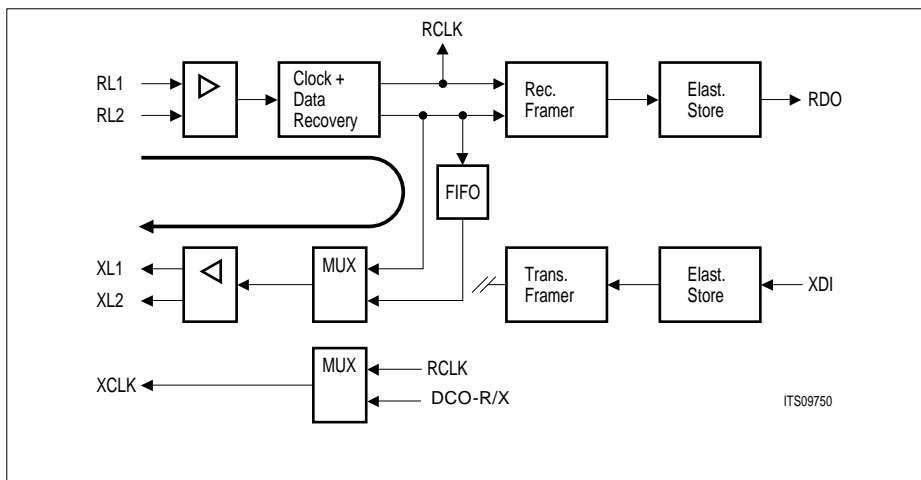 RCLK
RL1
RL2
Clock +
Data
Recovery
Rec.
Framer
Elast.
Store
RDO
FIFO
XL1
XL2
MUX
Trans.
Framer
Elast.
Store
XDI
XCLK
MUX
RCLK
DCO-R/X
ITS09750